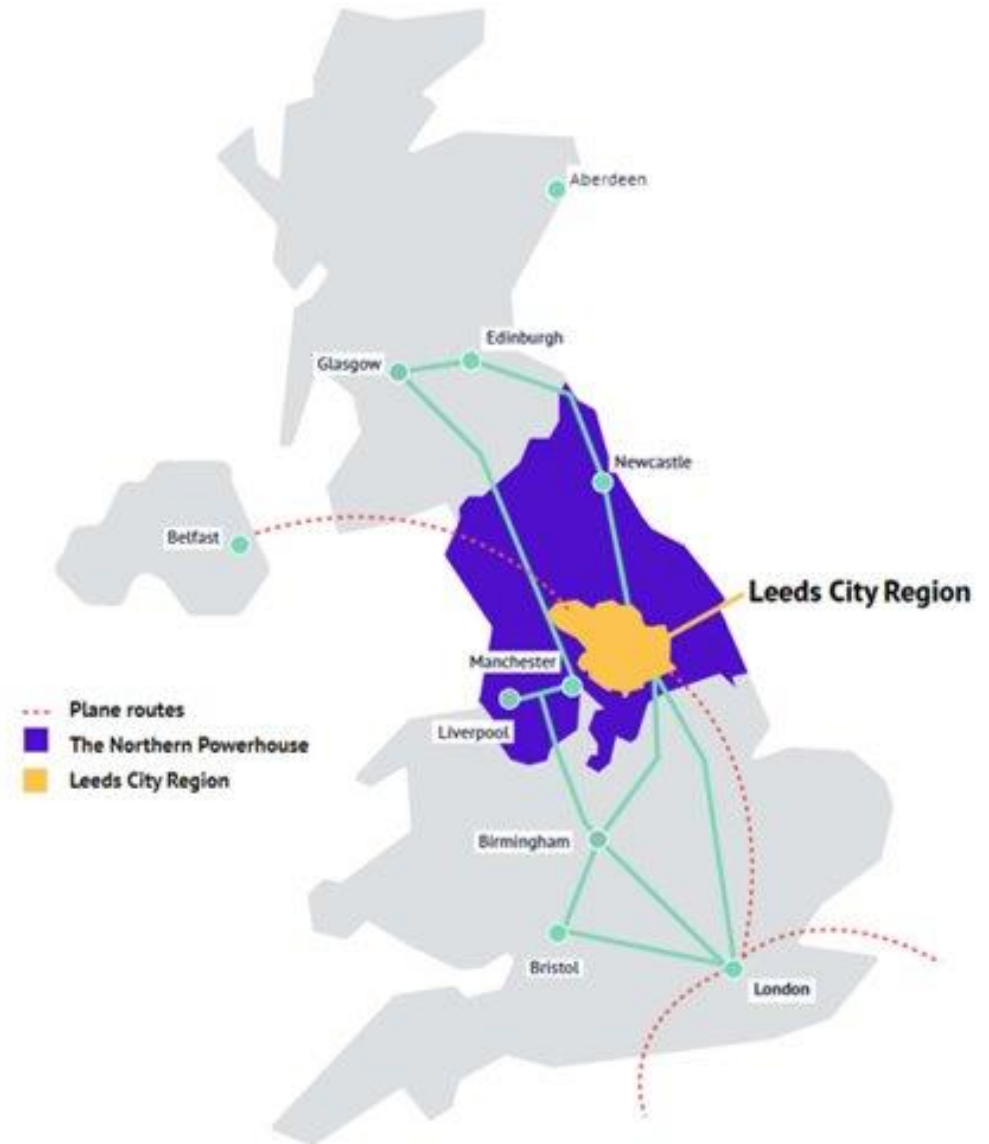 Aberdeen
Edinburgh
Glasgow
Newcastle
Belfast
Leeds City Region
Manchester
Liverpool
Plane routes
The Northern Powerhouse
Leeds City Region
Birmingham
Bristol
London